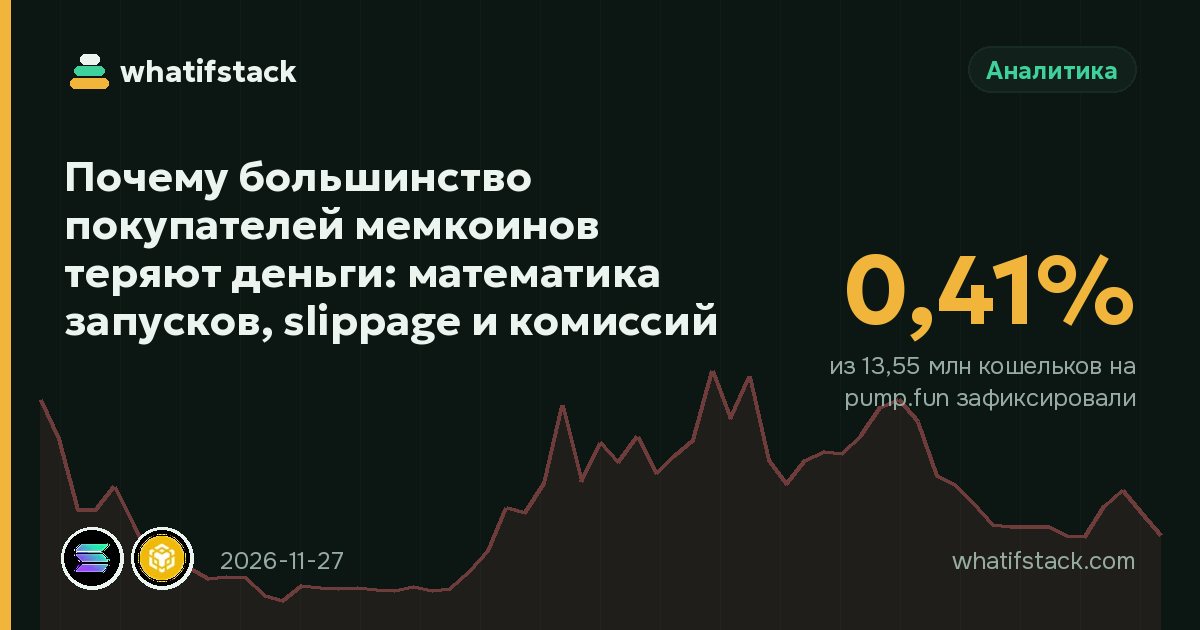 whatifstack
Аналитика
Почему большинство
покупателей мемкоинов
теряют деньги: математика
запусков, slippage и комиссий
0,41%
из 13,55 млн кошельков на
pump.fun зафиксировали
2026-11-27
whatifstack.com